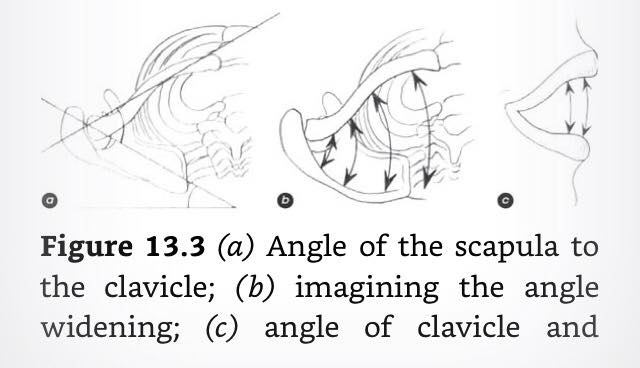 a b c
Figure 13.3 (a) Angle of the scapula to
the clavicle; (b) imagining the angle
widening; (c) angle of clavicle and